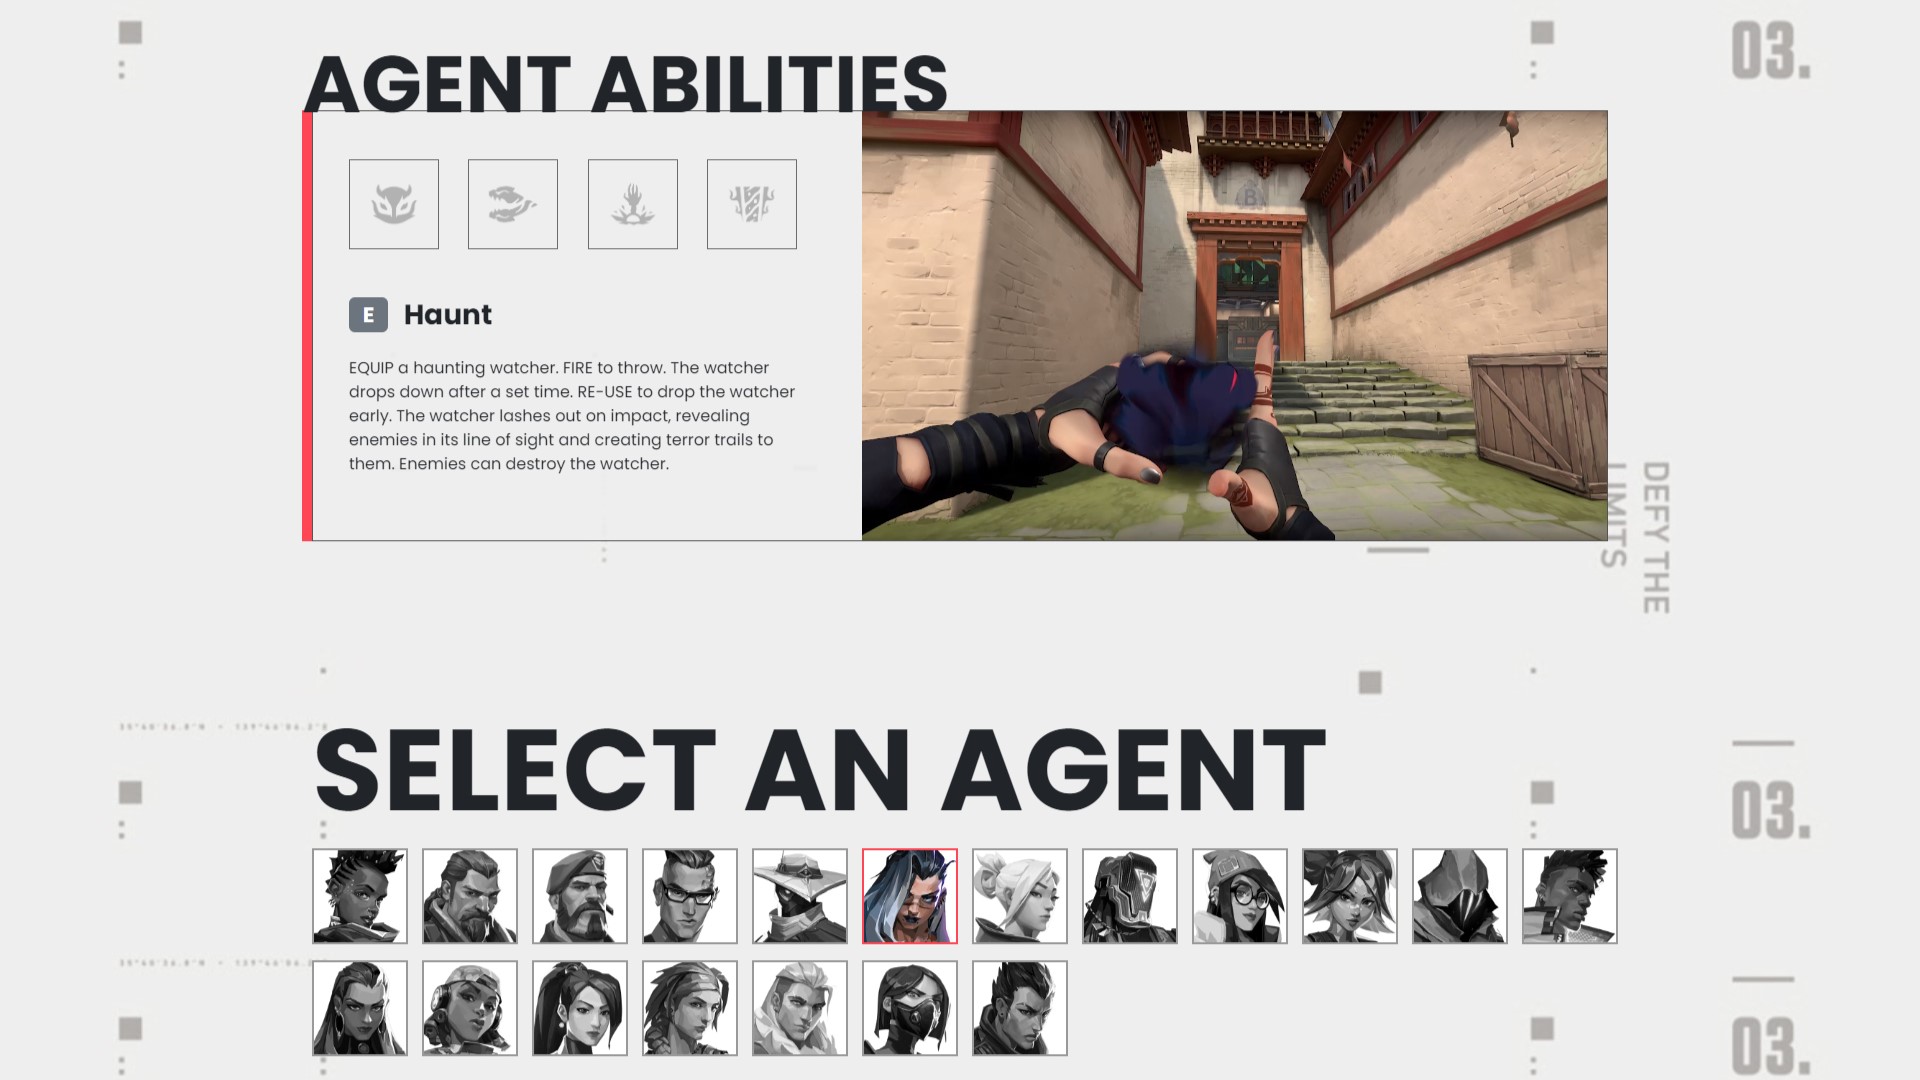 03.
AGENT ABILITIES
B
E Haunt
EQUIP a haunting watcher. FIRE to throw. The watcher
drops down after a set time. RE-USE to drop the watcher
early. The watcher lashes out on impact, revealing
enemies in its line of sight and creating terror trails to
them. Enemies can destroy the watcher.
DEFY THE
LIMITS
SELECT AN AGENT
03.
03.